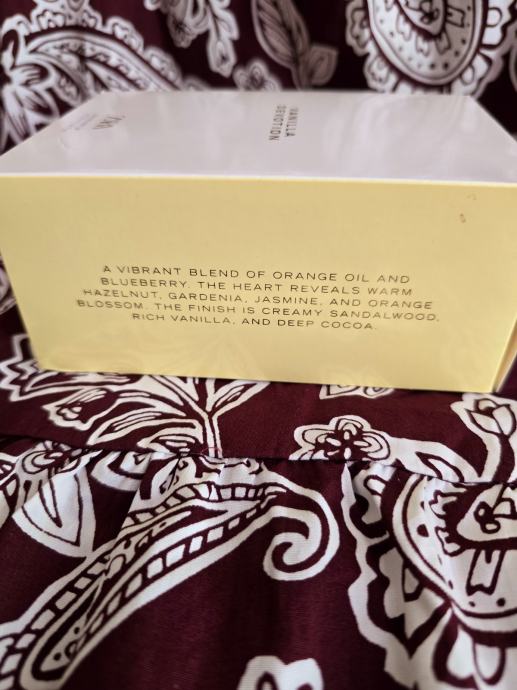 VANILLA
DEVOTION
A VIBRANT BLEND OF ORANGE OIL AND
BLUEBERRY. THE HEART REVEALS WARM
HAZELNUT, GARDENIA, JASMINE, AND ORANGE
BLOSSOM. THE FINISH IS CREAMY SANDALWOOD,
RICH VANILLA, AND DEEP COCOA.